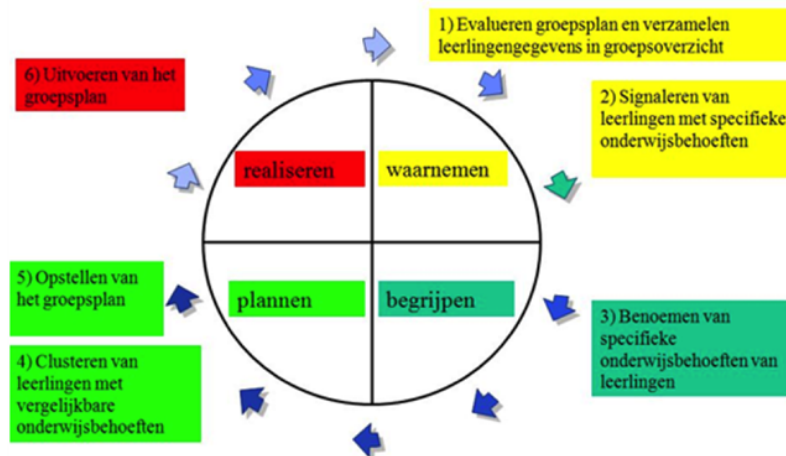 1) Evalueren groepsplan en verzamelen
leerlingengegevens in groepsoverzicht
6) Uitvoeren van het
groepsplan
2) Signaleren van
leerlingen met specifieke
onderwijsbehoeften
realiseren
waarnemen
5) Opstellen van
het groepsplan
plannen
begrijpen
3) Benoemen van
specifieke
onderwijsbehoeften van
leerlingen
4) Clusteren van
leerlingen met
vergelijkbare
onderwijsbehoeften